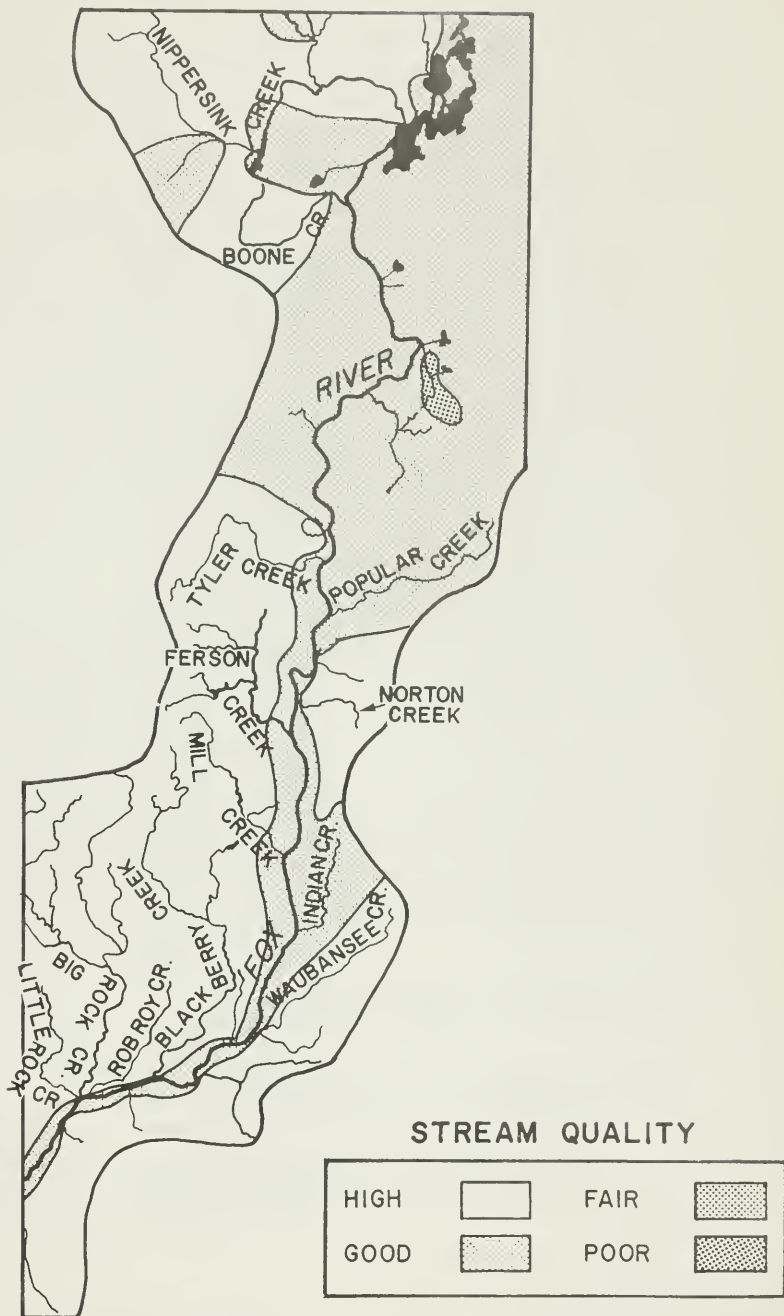 NIPPERSINK
CREEK
BOONE CR.
RIVER
TYLER CREEK
POPULAR CREEK
FERSON CREEK
NORTON
CREEK
MILL CREEK
INDIAN CR.
BLACK BERRY CREEK
FOX
WAUBANSEE CR.
BIG ROCK CR.
ROB ROY CR.
LITTLE ROCK CR
STREAM QUALITY
HIGH FAIR
GOOD POOR